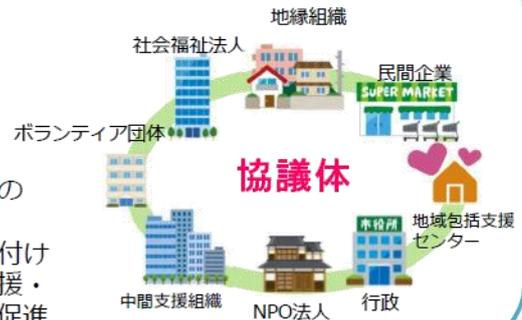 地縁組織
社会福祉法人
民間企業
SUPER MARKET
ボランティア団体
協議体
の
地域包括支援
センター
市役所
付け
援・
促進
中間支援組織
NPO法人
行政